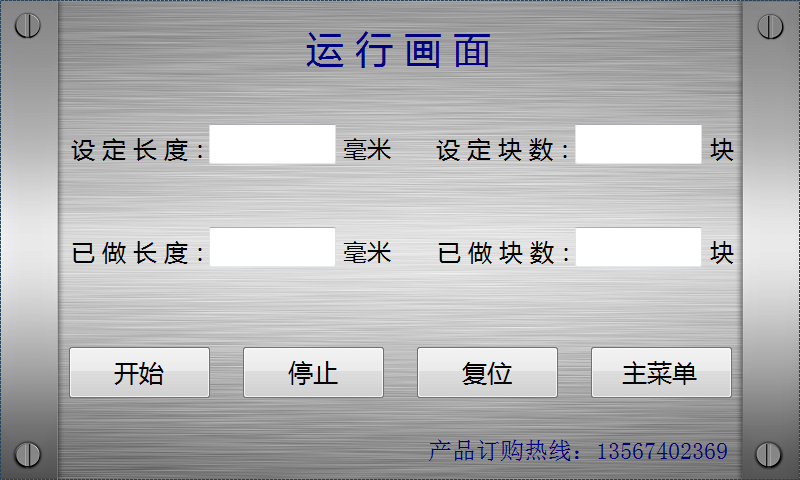 运行画面
设定长度: 毫米 设定块数: 块
已做长度: 毫米 已做块数: 块
开始 停止 复位 主菜单
产品订购热线：13567402369